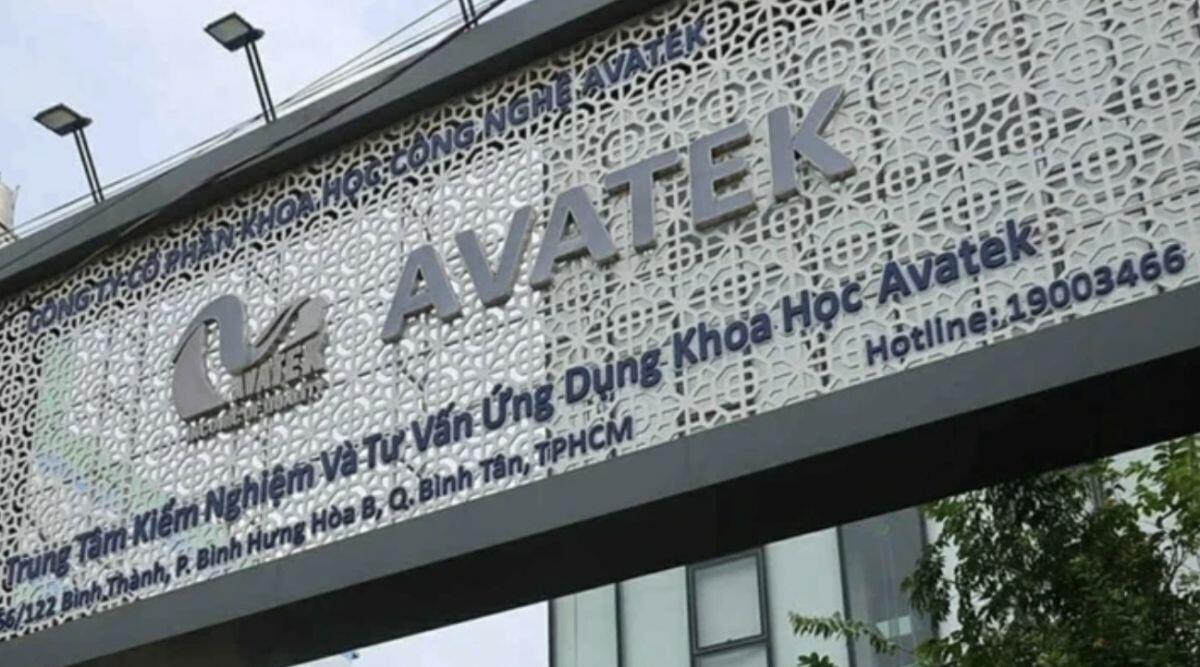 CÔNG TY CỔ PHẦN KHOA HỌC CÔNG NGHỆ AVATEK
AVATEK
AVATEK
Trung Tâm Kiểm Nghiệm Và Tư Vấn Ứng Dụng Khoa Học Avatek
56/122 Bình Thành, P. Bình Hưng Hòa B, Q. Bình Tân, TPHCM
Hotline: 19003466